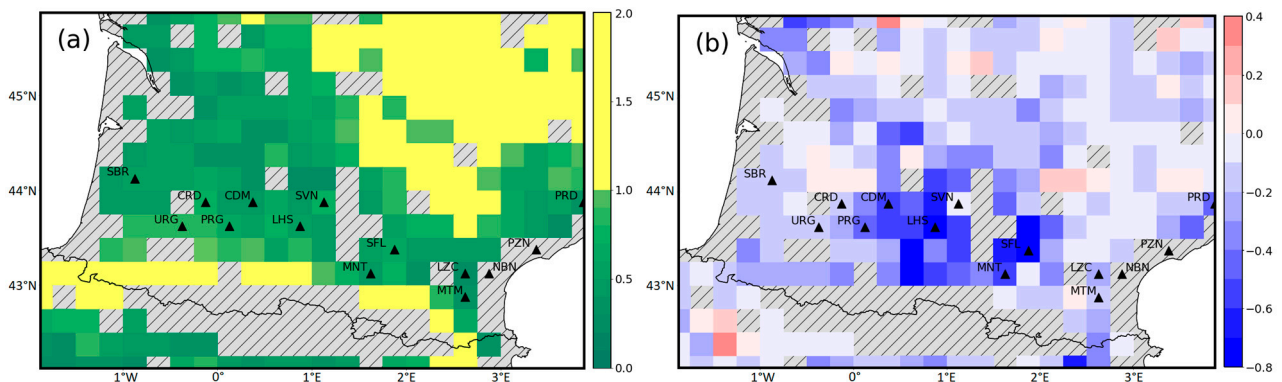 (a)
(b)
2.0
1.5
1.0
0.5
0.0
0.4
0.2
0.0
−0.2
−0.4
−0.6
−0.8
45°N
44°N
43°N
1°W
0°
1°E
2°E
3°E
SBR
CRD
CDM
SVN
PRD
URG
PRG
LHS
SFL
PZN
MNT
LZC
NBN
MTM
45°N
44°N
43°N
1°W
0°
1°E
2°E
3°E
SBR
CRD
CDM
SVN
PRD
URG
PRG
LHS
SFL
PZN
MNT
LZC
NBN
MTM